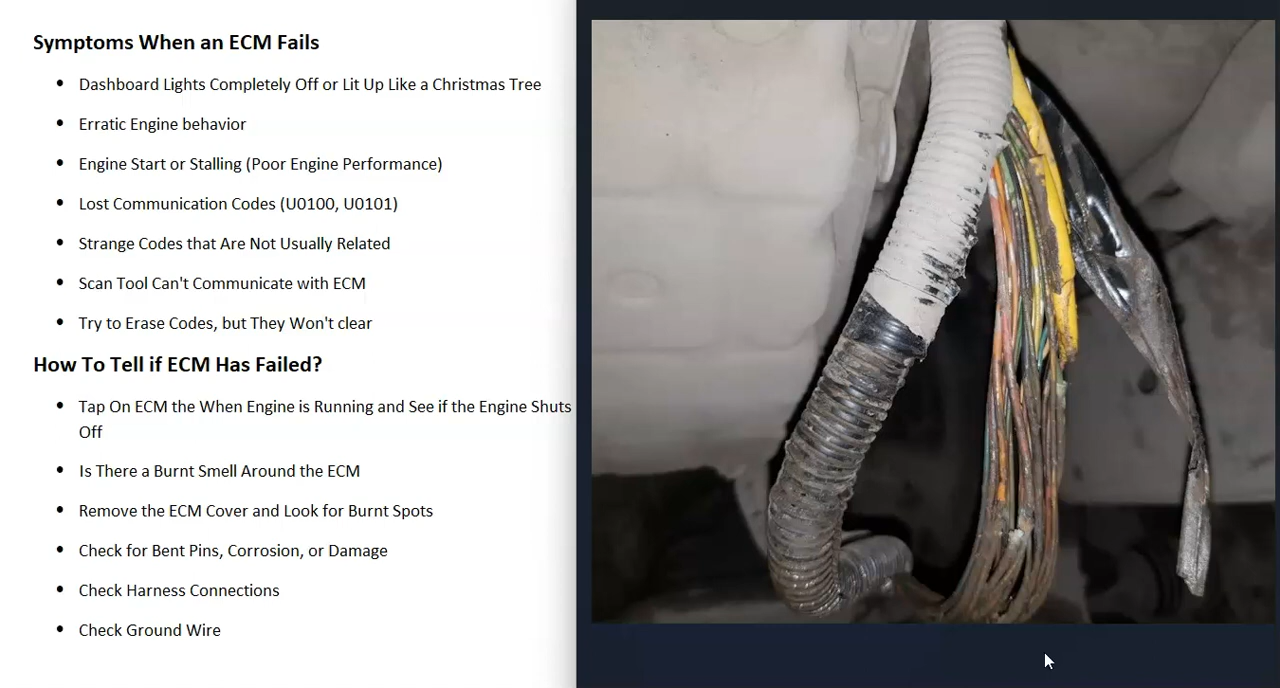 Symptoms When an ECM Fails
• Dashboard Lights Completely Off or Lit Up Like a Christmas Tree
• Erratic Engine behavior
• Engine Start or Stalling (Poor Engine Performance)
• Lost Communication Codes (U0100, U0101)
• Strange Codes that Are Not Usually Related
• Scan Tool Can't Communicate with ECM
• Try to Erase Codes, but They Won't clear
How To Tell if ECM Has Failed?
• Tap On ECM the When Engine is Running and See if the Engine Shuts
Off
• Is There a Burnt Smell Around the ECM
• Remove the ECM Cover and Look for Burnt Spots
• Check for Bent Pins, Corrosion, or Damage
• Check Harness Connections
• Check Ground Wire